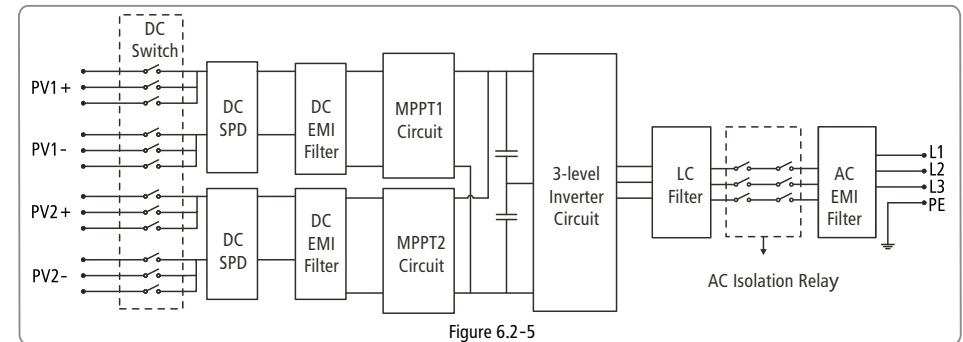 DC
Switch
PV1+
PV1-
PV2+
PV2-
DC
SPD
DC
EMI
Filter
MPPT1
Circuit
DC
SPD
DC
EMI
Filter
MPPT2
Circuit
3-level
Inverter
Circuit
LC
Filter
AC Isolation Relay
AC
EMI
Filter
L1
L2
L3
PE
Figure 6.2-5